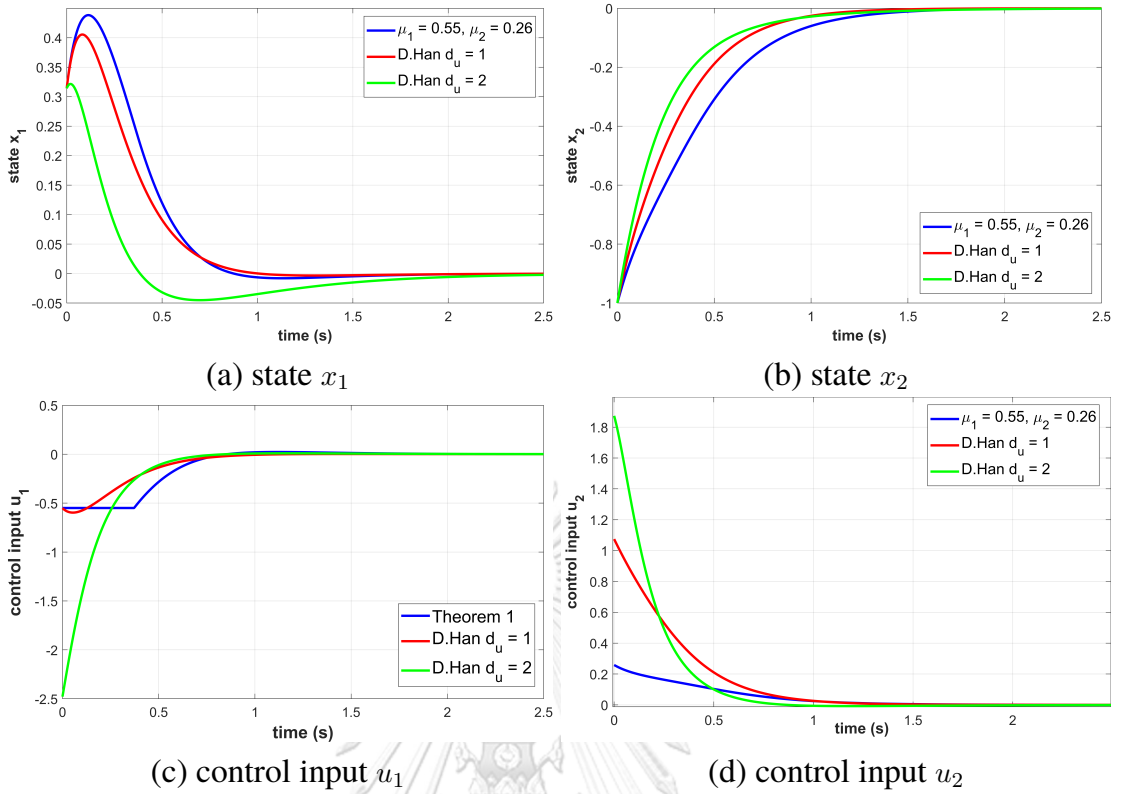 0.4
0.35
0.3
0.25
0.2
0.15
0.1
0.05
0
-0.05
state x₁
μ₁ = 0.55, μ₂ = 0.26
D.Han dᵤ = 1
D.Han dᵤ = 2
0 0.5 1 1.5 2 2.5
time (s)
(a) state x₁
0
-0.2
-0.4
-0.6
-0.8
-1
state x₂
μ₁ = 0.55, μ₂ = 0.26
D.Han dᵤ = 1
D.Han dᵤ = 2
0 0.5 1 1.5 2 2.5
time (s)
(b) state x₂
0.5
0
-0.5
-1
-1.5
-2
-2.5
control input u₁
Theorem 1
D.Han dᵤ = 1
D.Han dᵤ = 2
0 0.5 1 1.5 2 2.5
time (s)
(c) control input u₁
1.8
1.6
1.4
1.2
1
0.8
0.6
0.4
0.2
0
control input u₂
μ₁ = 0.55, μ₂ = 0.26
D.Han dᵤ = 1
D.Han dᵤ = 2
0 0.5 1 1.5 2
time (s)
(d) control input u₂